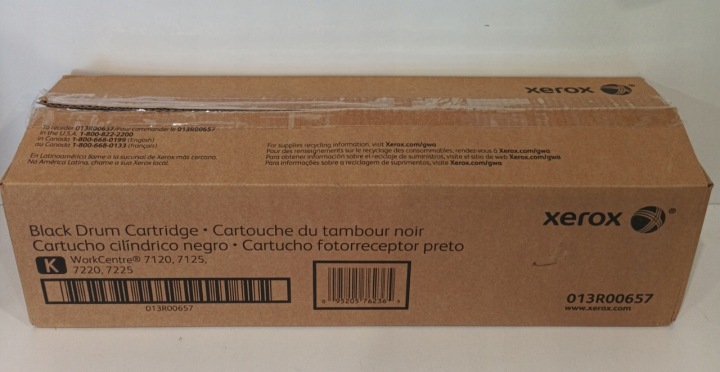 xerox
To reorder 013R00657/Pour commander le 013R00657
in the U.S.A. 1-800-822-2200
in Canada 1-800-668-0199 (English)
au Canada 1-800-668-0133 (français)
En Latinoamérica llame a su sucursal de Xerox más cercana.
Na América Latina, chame a sua Xerox local.
For supplies recycling information, visit Xerox.com/gwa
Pour des renseignements sur le recyclage des consommables, rendez-vous à Xerox.com/gwa
Para obtener información sobre el reciclaje de suministros, visite el sitio de web Xerox.com/gwa
Para informações sobre a reciclagem de suprimentos, visite Xerox.com/gwa
xerox
Black Drum Cartridge • Cartouche du tambour noir
Cartucho cilíndrico negro • Cartucho fotorreceptor preto
K WorkCentre® 7120, 7125,
7220, 7225
013R00657
0 95205 76236
013R00657
www.xerox.com